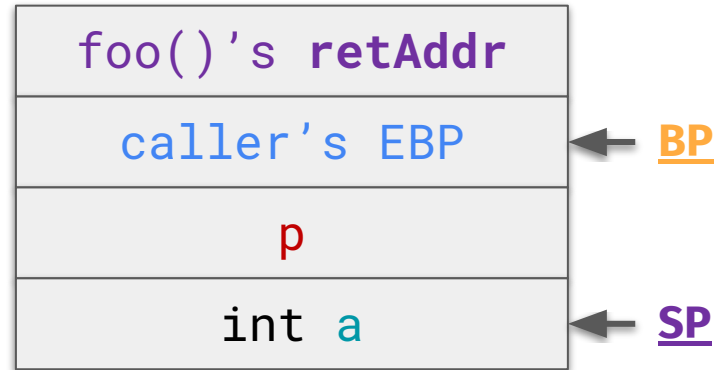 foo()’s retAddr
caller’s EBP
BP
p
int a
SP